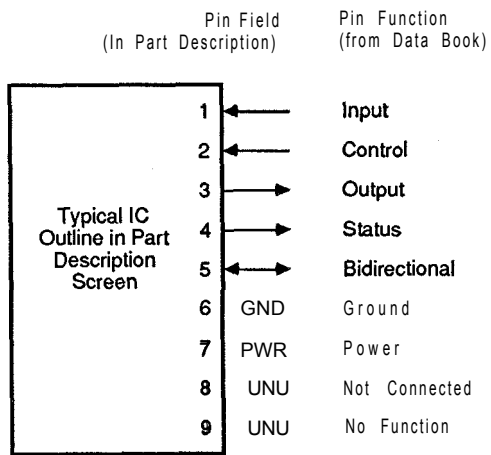 Pin Field Pin Function
(In Part Description) (from Data Book)
1 Input
2 Control
3 Output
Typical IC
Outline in Part
Description
Screen
4 Status
5 Bidirectional
6 GND Ground
7 PWR Power
8 UNU Not Connected
9 UNU No Function